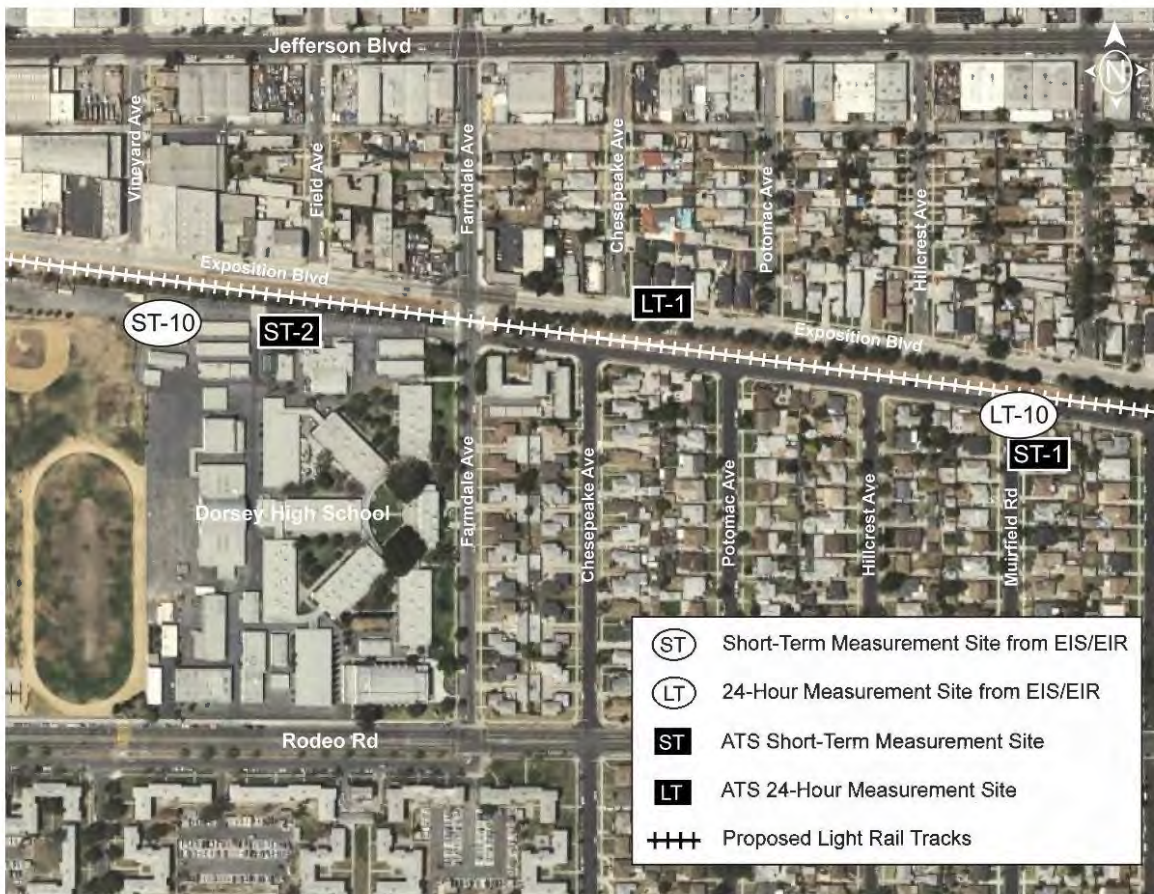 Jefferson Blvd
N
Vineyard Ave
Field Ave
Farmdale Ave
Chesepeake Ave
Potomac Ave
Hillcrest Ave
Exposition Blvd
LT-1
ST-10
ST-2
Exposition Blvd
LT-10
ST-1
Dorsey High School
Farmdale Ave
Chesepeake Ave
Potomac Ave
Hillcrest Ave
Muirfield Rd
Rodeo Rd
ST Short-Term Measurement Site from EIS/EIR
LT 24-Hour Measurement Site from EIS/EIR
ST ATS Short-Term Measurement Site
LT ATS 24-Hour Measurement Site
Proposed Light Rail Tracks